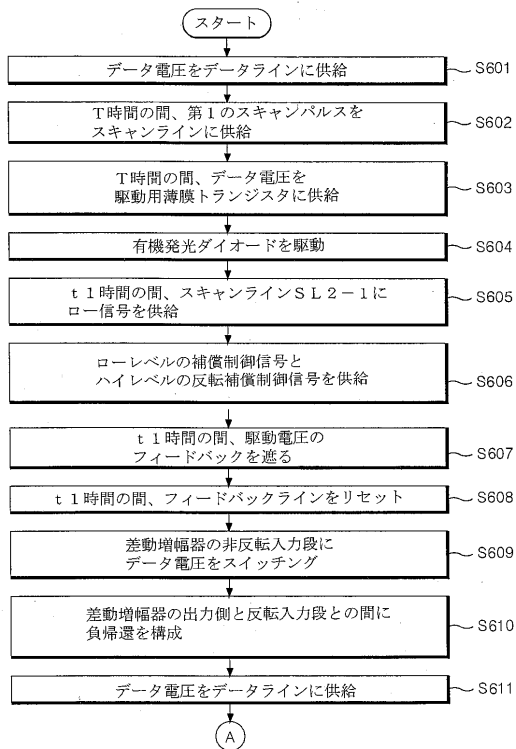 スタート
データ電圧をデータラインに供給
S601
T時間の間、第1のスキャンパルスを
スキャンラインに供給
S602
T時間の間、データ電圧を
駆動用薄膜トランジスタに供給
S603
有機発光ダイオードを駆動
S604
t1時間の間、スキャンラインSL2-1に
ロー信号を供給
S605
ローレベルの補償制御信号と
ハイレベルの反転補償制御信号を供給
S606
t1時間の間、駆動電圧の
フィードバックを遮る
S607
t1時間の間、フィードバックラインをリセット
S608
差動増幅器の非反転入力段に
データ電圧をスイッチング
S609
差動増幅器の出力側と反転入力段との間に
負帰還を構成
S610
データ電圧をデータラインに供給
S611
A